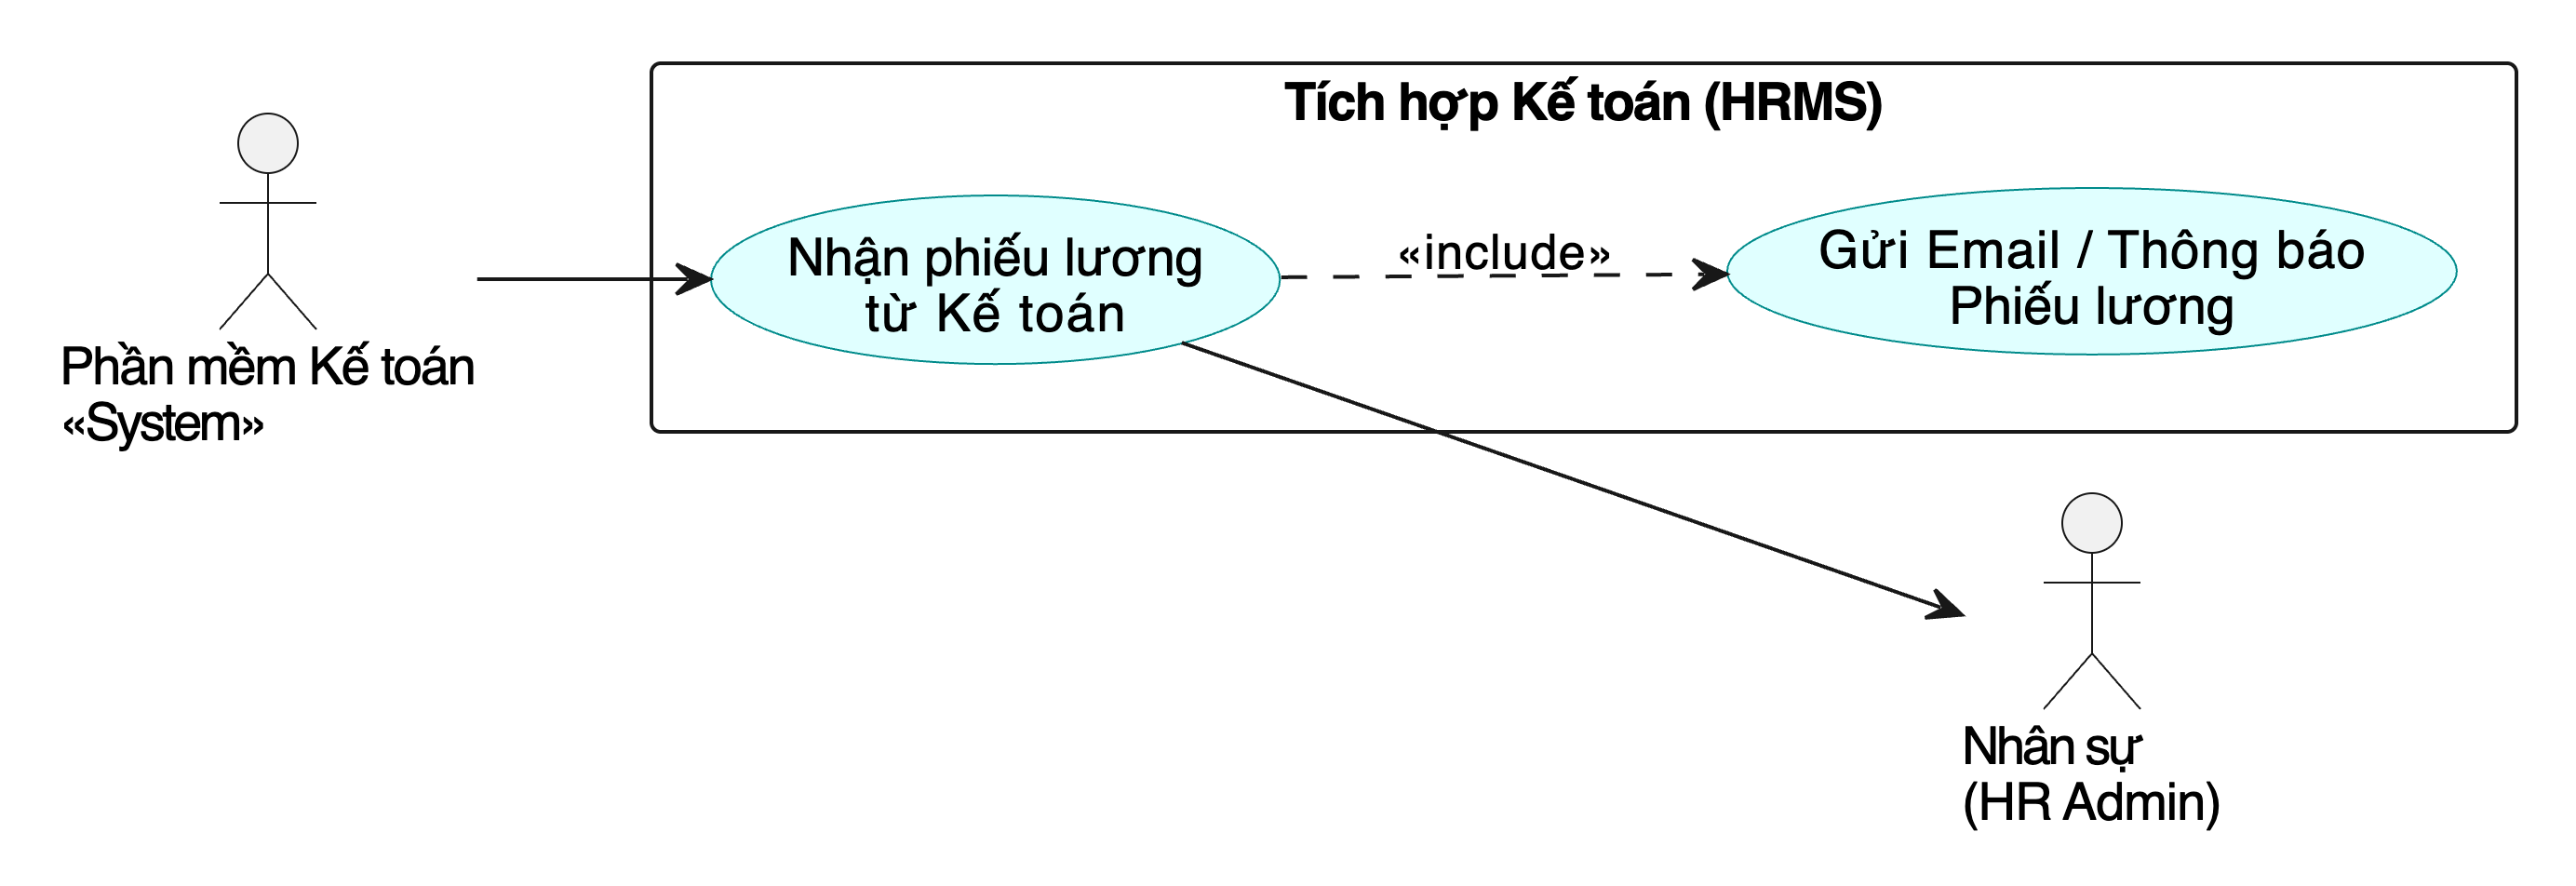 Tích hợp Kế toán (HRMS)
Nhận phiếu lương
từ Kế toán
«include»
Gửi Email / Thông báo
Phiếu lương
Phần mềm Kế toán
«System»
Nhân sự
(HR Admin)